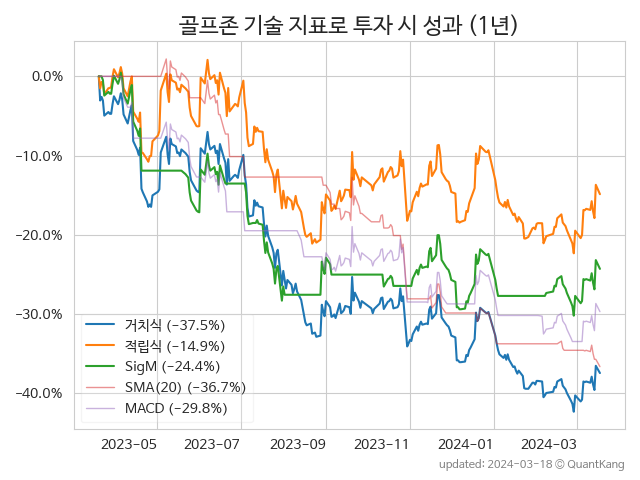 골프존 기술 지표로 투자 시 성과 (1년)
0.0%
−10.0%
−20.0%
−30.0%
−40.0%
거치식 (−37.5%)
적립식 (−14.9%)
SigM (−24.4%)
SMA(20) (−36.7%)
MACD (−29.8%)
2023−05
2023−07
2023−09
2023−11
2024−01
2024−03
updated: 2024−03−18 © QuantKang